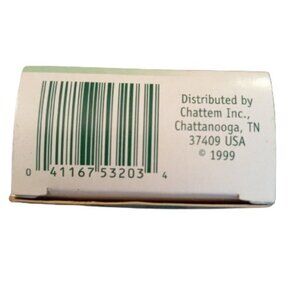 Distributed by
Chattem Inc.,
Chattanooga, TN
37409 USA
© 1999
0 41167 53203 4